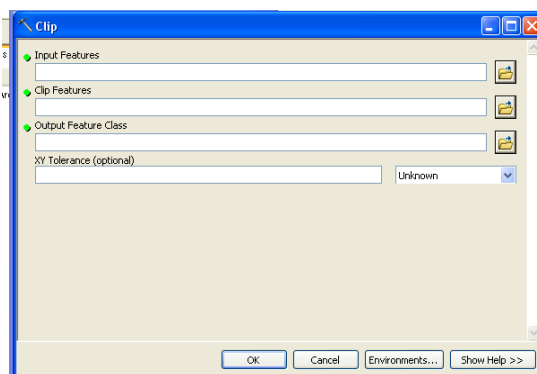 Clip
Input Features
Clip Features
Output Feature Class
XY Tolerance (optional)
Unknown
OK Cancel Environments... Show Help >>